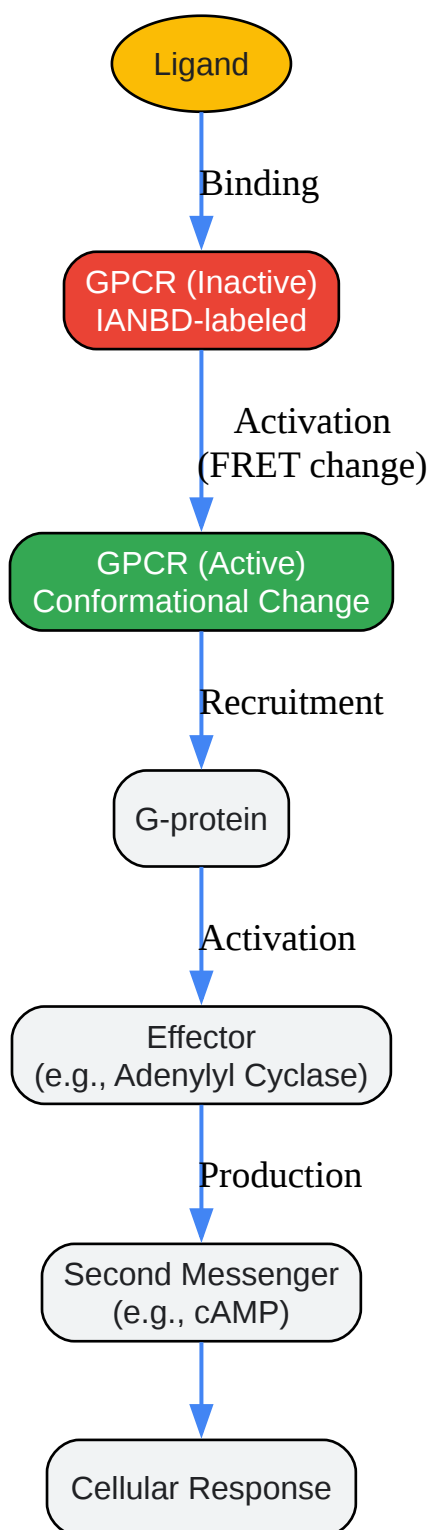 Ligand
Binding
GPCR (Inactive)
IANBD-labeled
Activation
(FRET change)
GPCR (Active)
Conformational Change
Recruitment
G-protein
Activation
Effector
(e.g., Adenylyl Cyclase)
Production
Second Messenger
(e.g., cAMP)
Cellular Response